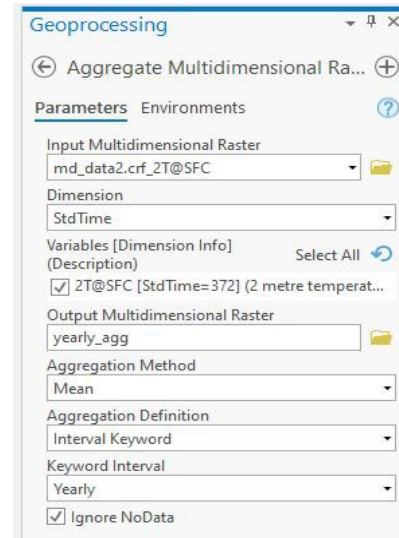 Geoprocessing
Aggregate Multidimensional Ra...
Parameters Environments
Input Multidimensional Raster
md_data2.crf_2T@SFC
Dimension
StdTime
Variables [Dimension Info]
(Description)
Select All
2T@SFC [StdTime=372] (2 metre temperat...
Output Multidimensional Raster
yearly_agg
Aggregation Method
Mean
Aggregation Definition
Interval Keyword
Keyword Interval
Yearly
Ignore NoData